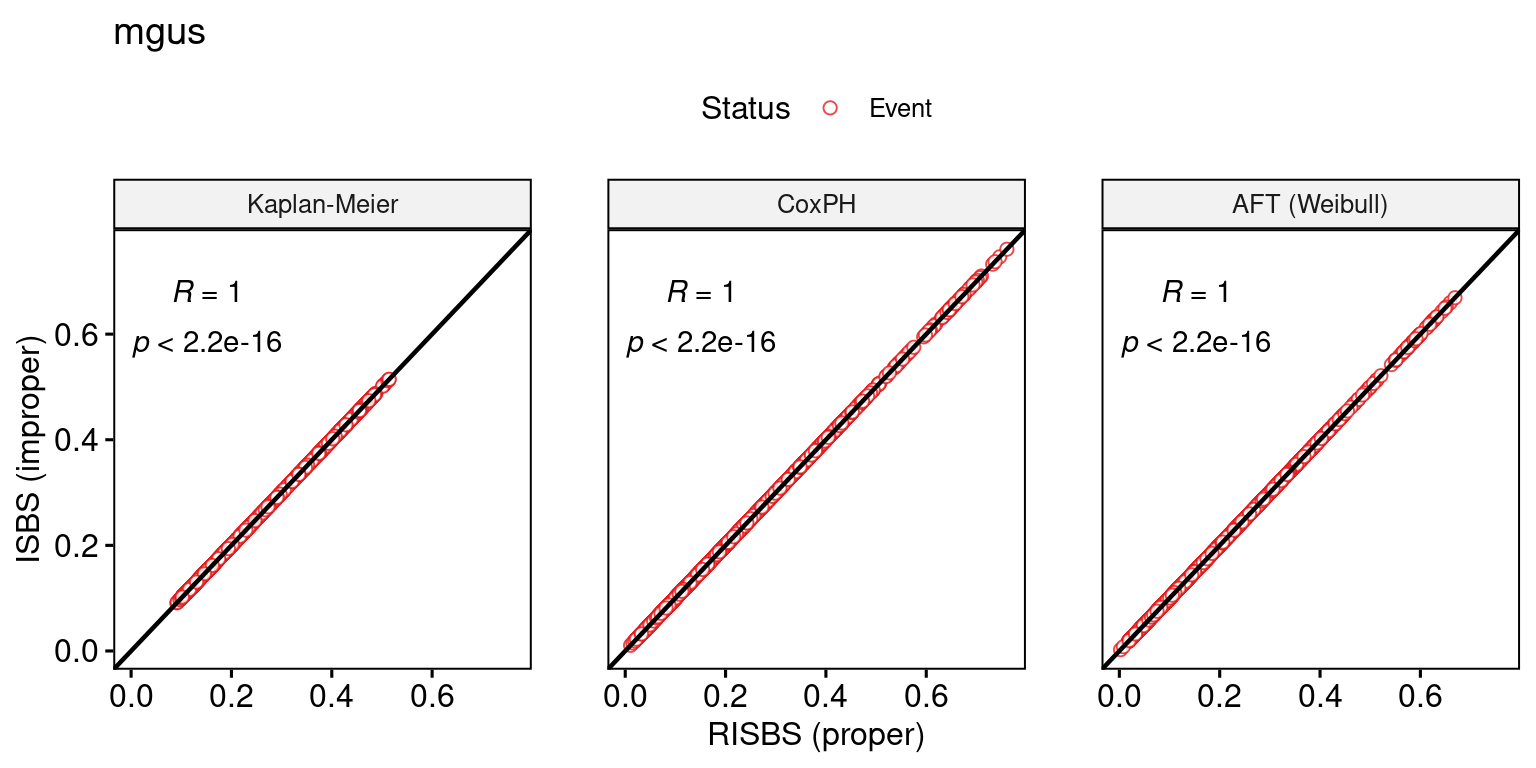 mgus
Status Event
Kaplan-Meier CoxPH AFT (Weibull)
R = 1 R = 1 R = 1
p < 2.2e-16 p < 2.2e-16 p < 2.2e-16
ISBS (improper)
0.6
0.4
0.2
0.0
0.0 0.2 0.4 0.6 0.0 0.2 0.4 0.6 0.0 0.2 0.4 0.6
RISBS (proper)